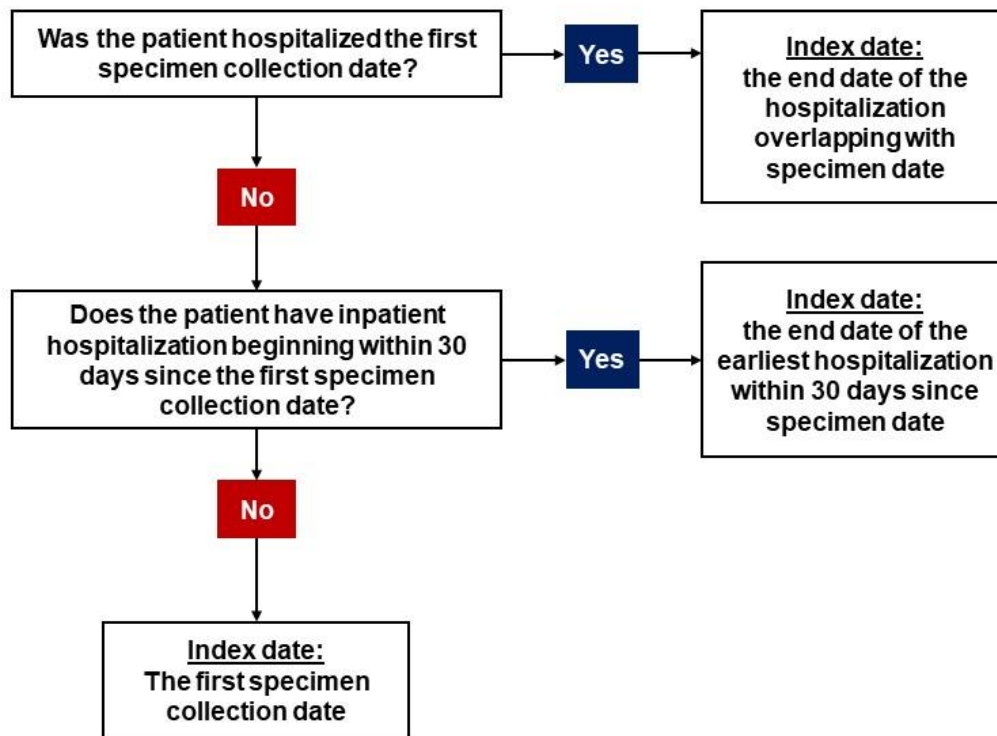 Was the patient hospitalized the first
specimen collection date?
Yes
Index date:
the end date of the
hospitalization
overlapping with
specimen date
No
Does the patient have inpatient
hospitalization beginning within 30
days since the first specimen
collection date?
Yes
Index date:
the end date of the
earliest hospitalization
within 30 days since
specimen date
No
Index date:
The first specimen
collection date